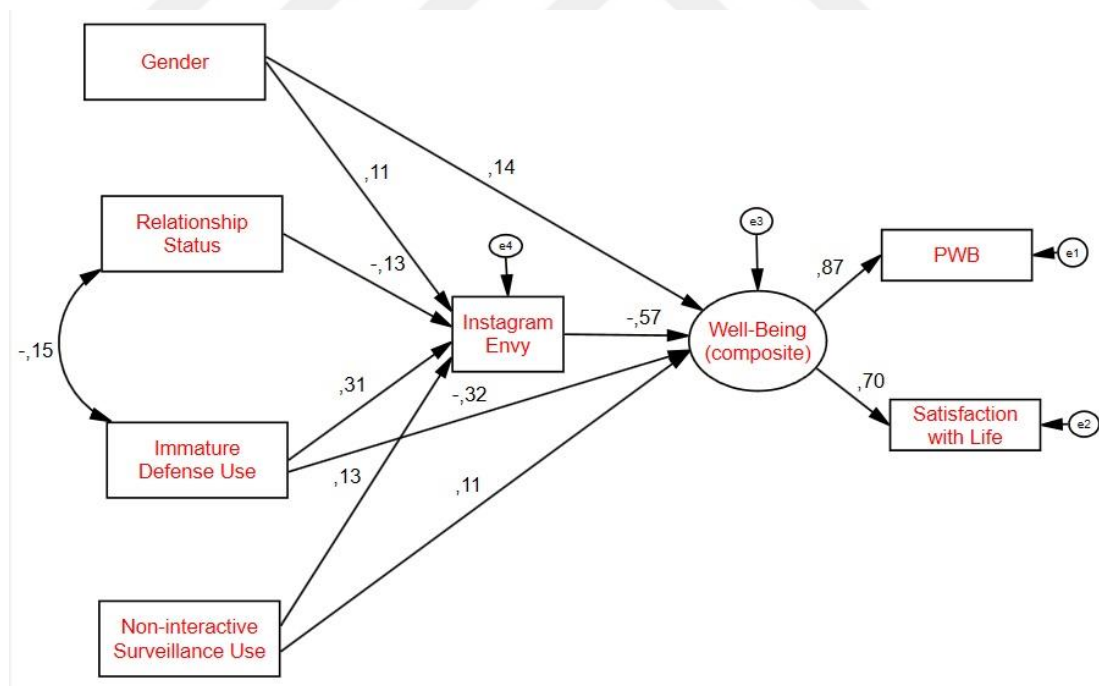 Gender
,11
,14
Relationship
Status
-,13
e4
e3
,87
PWB
e1
Instagram
Envy
-,57
Well-Being
(composite)
-,15
,31
-,32
,70
Satisfaction
with Life
e2
Immature
Defense Use
,13
,11
Non-interactive
Surveillance Use